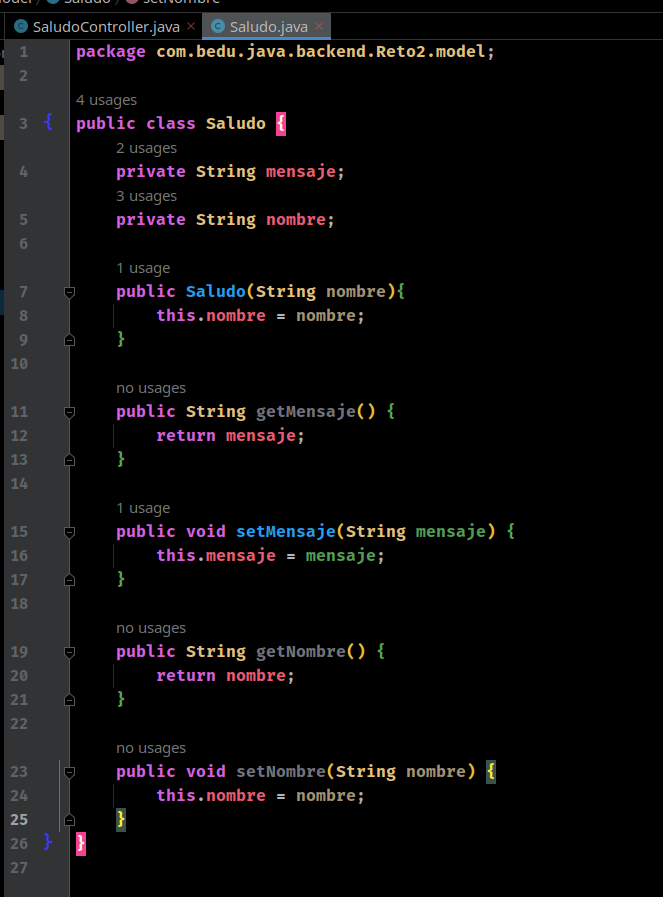 Saludo / setNombre
SaludoController.java × Saludo.java ×
1 package com.bedu.java.backend.Reto2.model;
2
4 usages
3 { public class Saludo {
2 usages
4 private String mensaje;
3 usages
5 private String nombre;
6
1 usage
7 public Saludo(String nombre){
8 this.nombre = nombre;
9 }
10
no usages
11 public String getMensaje() {
12 return mensaje;
13 }
14
1 usage
15 public void setMensaje(String mensaje) {
16 this.mensaje = mensaje;
17 }
18
no usages
19 public String getNombre() {
20 return nombre;
21 }
22
no usages
23 public void setNombre(String nombre) {
24 this.nombre = nombre;
25 }
26 } }
27